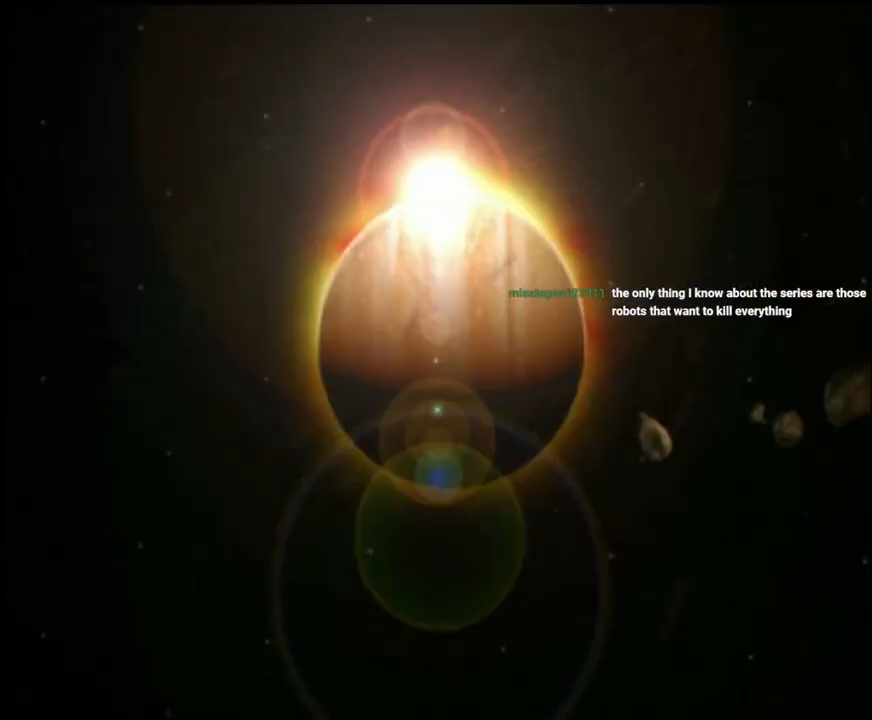 the only thing I know about the series are those
robots that want to kill everything